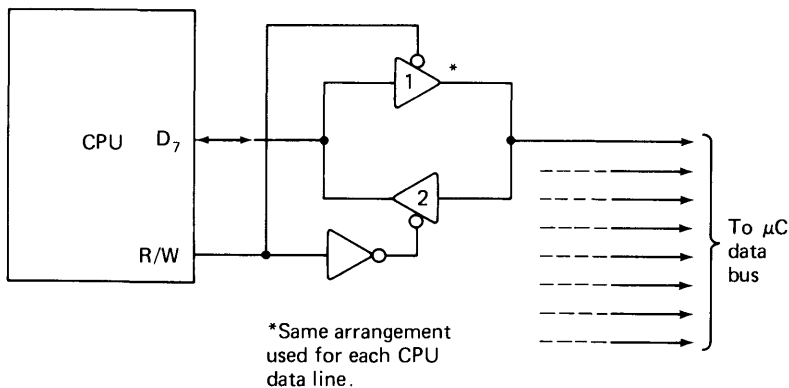 1
*
CPU
D7
2
R/W
To μC
data
bus
*Same arrangement
used for each CPU
data line.